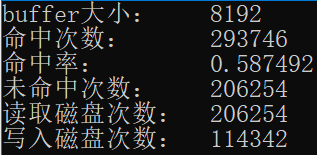 buffer大小: 8192
命中次数: 293746
命中率: 0.587492
未命中次数: 206254
读取磁盘次数: 206254
写入磁盘次数: 114342